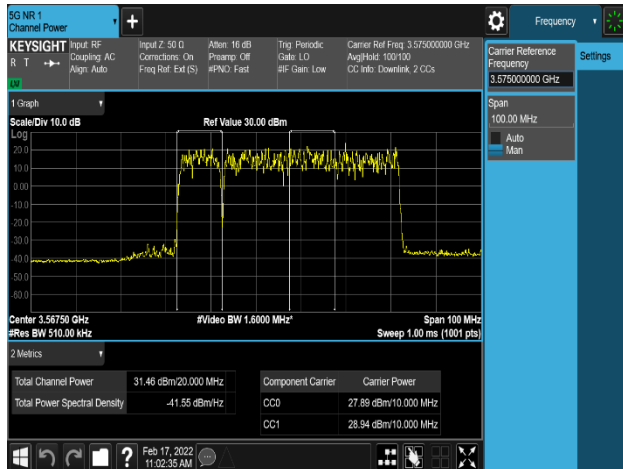 5G NR 1
Channel Power
Frequency
KEYSIGHT
R T
Input: RF
Coupling: AC
Align: Auto
Input Z: 50 Ω
Corrections: On
Freq Ref: Ext (S)
Atten: 16 dB
Preamp: Off
#PNO: Fast
Trig: Periodic
Gate: LO
#IF Gain: Low
Carrier Ref Freq: 3.575000000 GHz
Avg|Hold: 100/100
CC Info: Downlink, 2 CCs
Carrier Reference
Frequency
3.575000000 GHz
Settings
Span
100.00 MHz
Auto
Man
1 Graph
Scale/Div 10.0 dB
Ref Value 30.00 dBm
Log
20.0
10.0
0.00
-10.0
-20.0
-30.0
-40.0
-50.0
-60.0
Center 3.56750 GHz
#Video BW 1.6000 MHz*
Span 100 MHz
#Res BW 510.00 kHz
Sweep 1.00 ms (1001 pts)
2 Metrics
Total Channel Power
31.46 dBm/20.000 MHz
Total Power Spectral Density
-41.55 dBm/Hz
Component Carrier
Carrier Power
CC0
27.89 dBm/10.000 MHz
CC1
28.94 dBm/10.000 MHz
?
Feb 17, 2022
11:02:35 AM